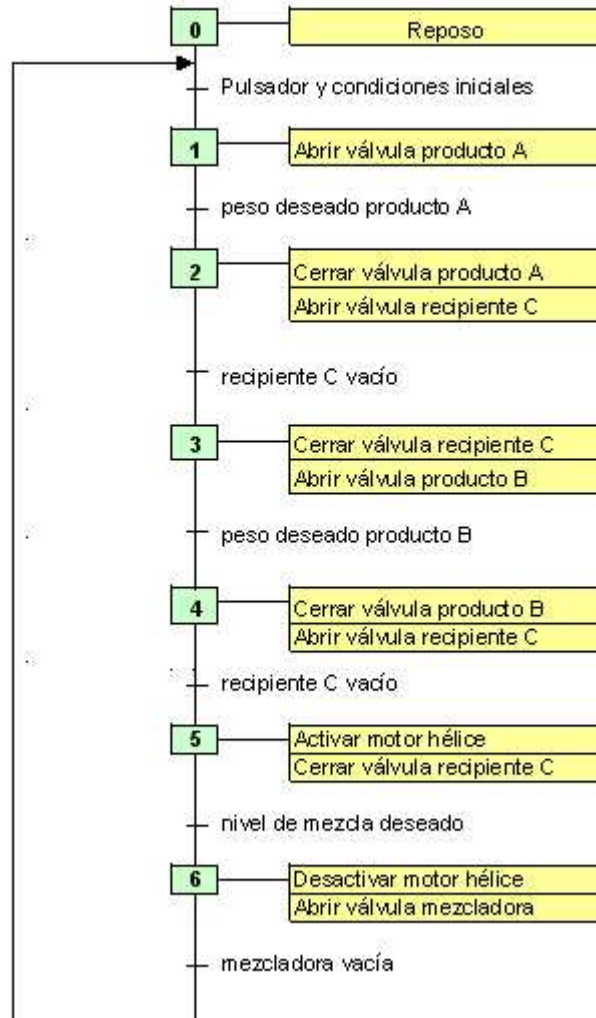 0 Reposo
Pulsador y condiciones iniciales
1 Abrir válvula producto A
peso deseado producto A
2 Cerrar válvula producto A
Abrir válvula recipiente C
recipiente C vacío
3 Cerrar válvula recipiente C
Abrir válvula producto B
peso deseado producto B
4 Cerrar válvula producto B
Abrir válvula recipiente C
recipiente C vacío
5 Activar motor hélice
Cerrar válvula recipiente C
nivel de mezcla deseado
6 Desactivar motor hélice
Abrir válvula mezcladora
mezcladora vacía